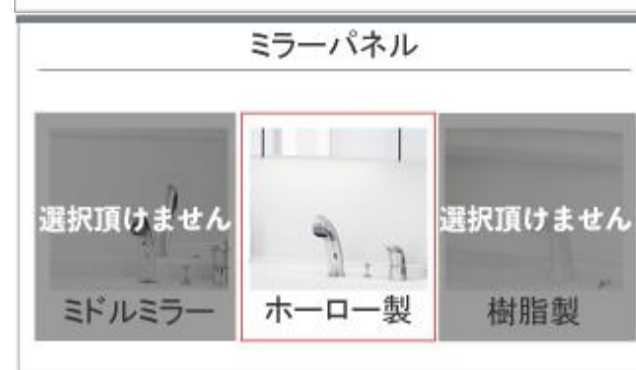 ミラーパネル
選択頂けません
選択頂けません
ミドルミラー
ホーロー製
樹脂製